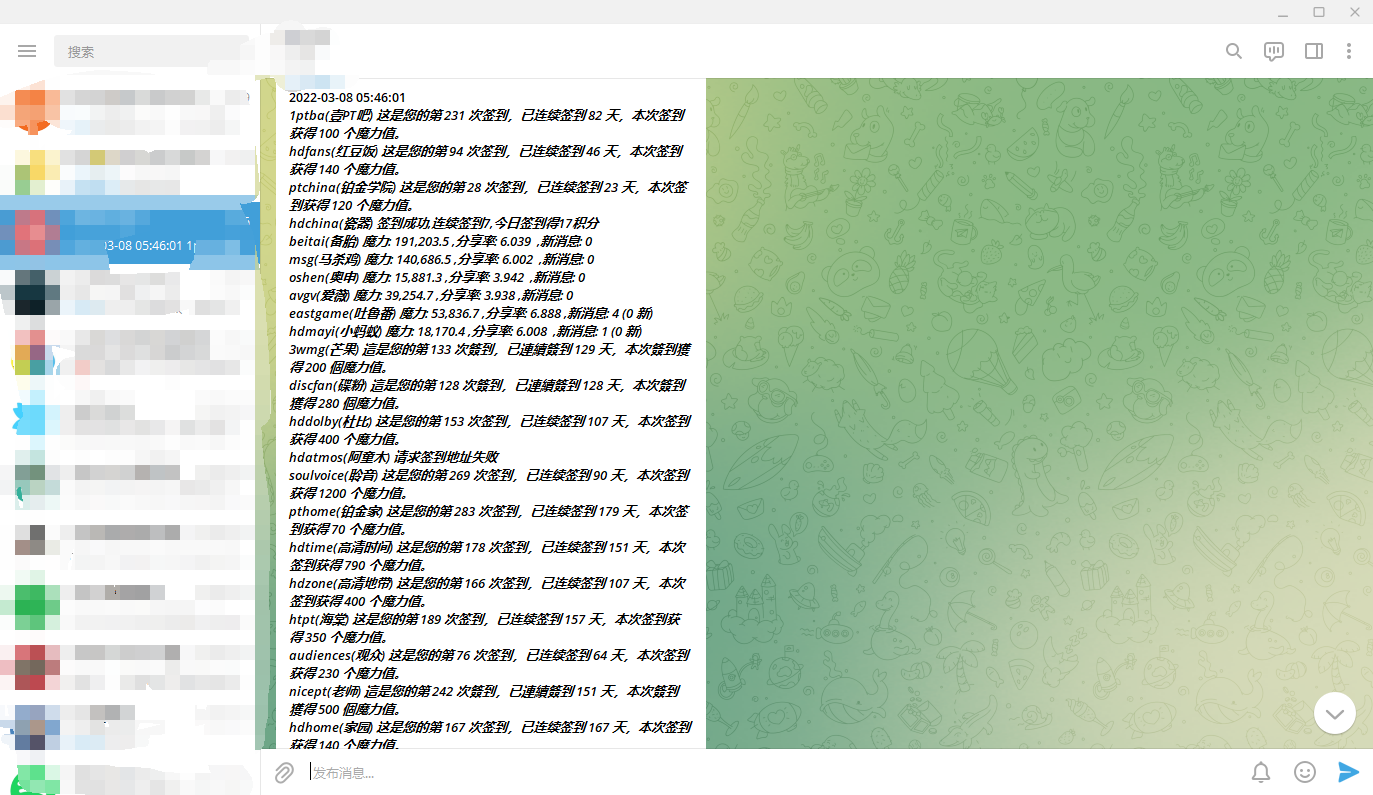 搜索
03-08 05:46:01 1
2022-03-08 05:46:01
1ptba(壹PT吧) 这是您的第 231 次签到，已连续签到 82 天，本次签到
获得 100 个魔力值。
hdfans(红豆饭) 这是您的第 94 次签到，已连续签到 46 天，本次签到
获得 140 个魔力值。
ptchina(铂金学院) 这是您的第 28 次签到，已连续签到 23 天，本次签
到获得 120 个魔力值。
hdchina(瓷器) 签到成功,连续签到7,今日签到得17积分
beitai(备胎) 魔力: 191,203.5 ,分享率: 6.039 ,新消息: 0
msg(马杀鸡) 魔力: 140,686.5 ,分享率: 6.002 ,新消息: 0
oshen(奥申) 魔力: 15,881.3 ,分享率: 3.942 ,新消息: 0
avgv(爱薇) 魔力: 39,254.7 ,分享率: 3.938 ,新消息: 0
eastgame(吐鲁番) 魔力: 53,836.7 ,分享率: 6.888 ,新消息: 4 (0 新)
hdmayi(小蚂蚁) 魔力: 18,170.4 ,分享率: 6.008 ,新消息: 1 (0 新)
3wmg(芒果) 這是您的第 133 次簽到，已連續簽到 129 天，本次簽到獲
得 200 個魔力值。
discfan(碟粉) 這是您的第 128 次簽到，已連續簽到 128 天，本次簽到
獲得 280 個魔力值。
hddolby(杜比) 这是您的第 153 次签到，已连续签到 107 天，本次签到
获得 400 个魔力值。
hdatmos(阿童木) 请求签到地址失败
soulvoice(聆音) 这是您的第 269 次签到，已连续签到 90 天，本次签到
获得 1200 个魔力值。
pthome(铂金家) 这是您的第 283 次签到，已连续签到 179 天，本次签
到获得 70 个魔力值。
hdtime(高清时间) 这是您的第 178 次签到，已连续签到 151 天，本次
签到获得 790 个魔力值。
hdzone(高清地带) 这是您的第 166 次签到，已连续签到 107 天，本次
签到获得 400 个魔力值。
htpt(海棠) 这是您的第 189 次签到，已连续签到 157 天，本次签到获
得 350 个魔力值。
audiences(观众) 这是您的第 76 次签到，已连续签到 64 天，本次签到
获得 230 个魔力值。
nicept(老师) 這是您的第 242 次簽到，已連續簽到 151 天，本次簽到
獲得 500 個魔力值。
hdhome(家园) 这是您的第 167 次签到，已连续签到 167 天，本次签到
获得 140 个魔力值。
发布消息...